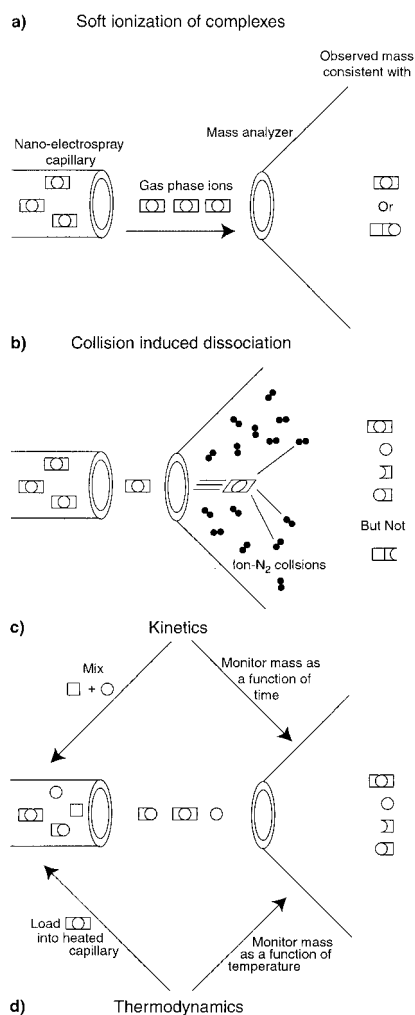 a) Soft ionization of complexes
Observed mass
consistent with
Mass analyzer
Nano-electrospray
capillary
Gas phase ions
Or
b) Collision induced dissociation
But Not
Ion-N2 collsions
c) Kinetics
Mix
+
Monitor mass as
a function of
time
Load
into heated
capillary
Monitor mass
as a function of
temperature
d) Thermodynamics